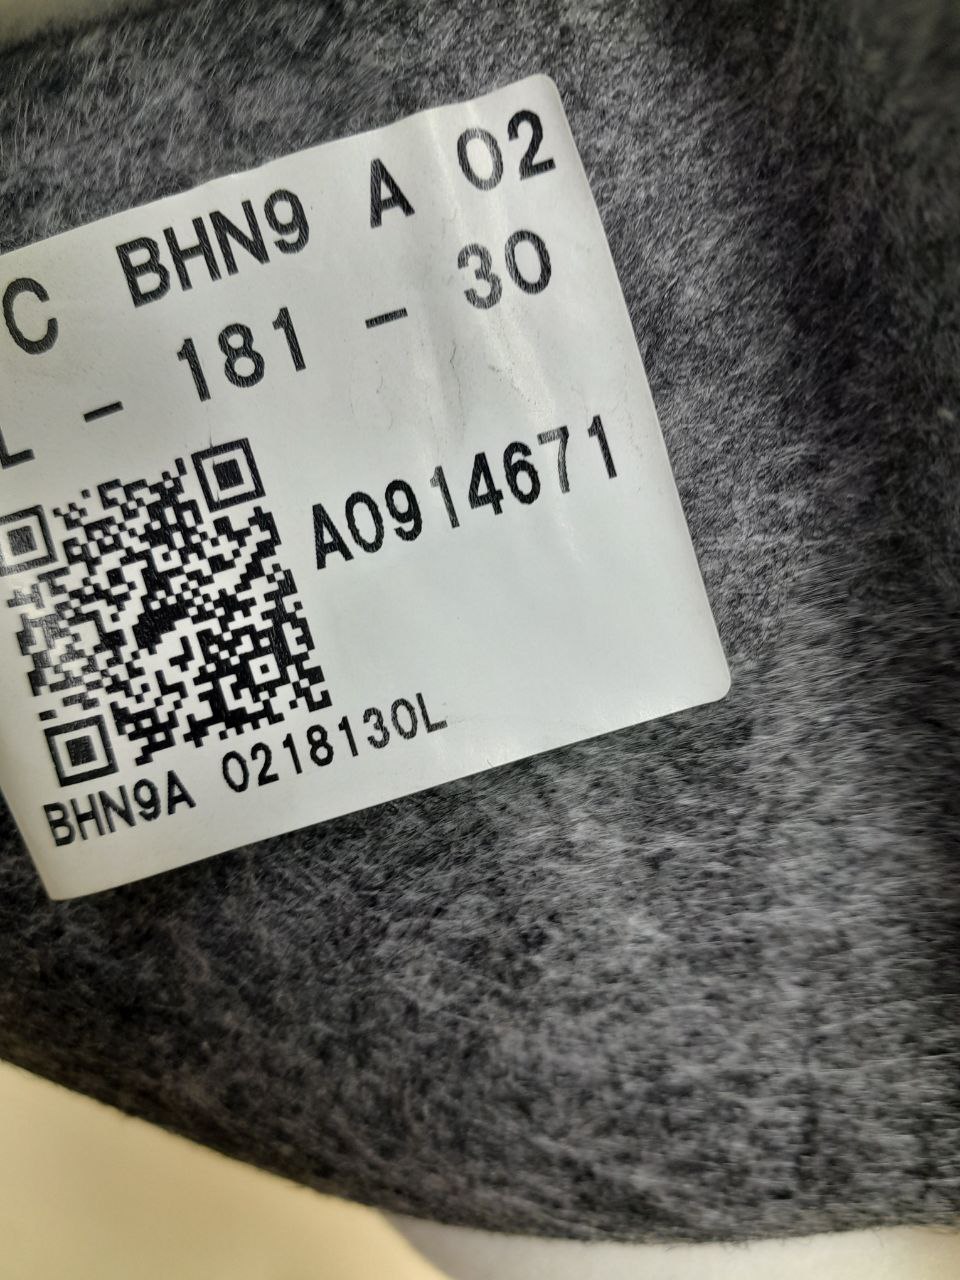 C BHN9 A 02
L - 181 - 30
A0914671
BHN9A 0218130L